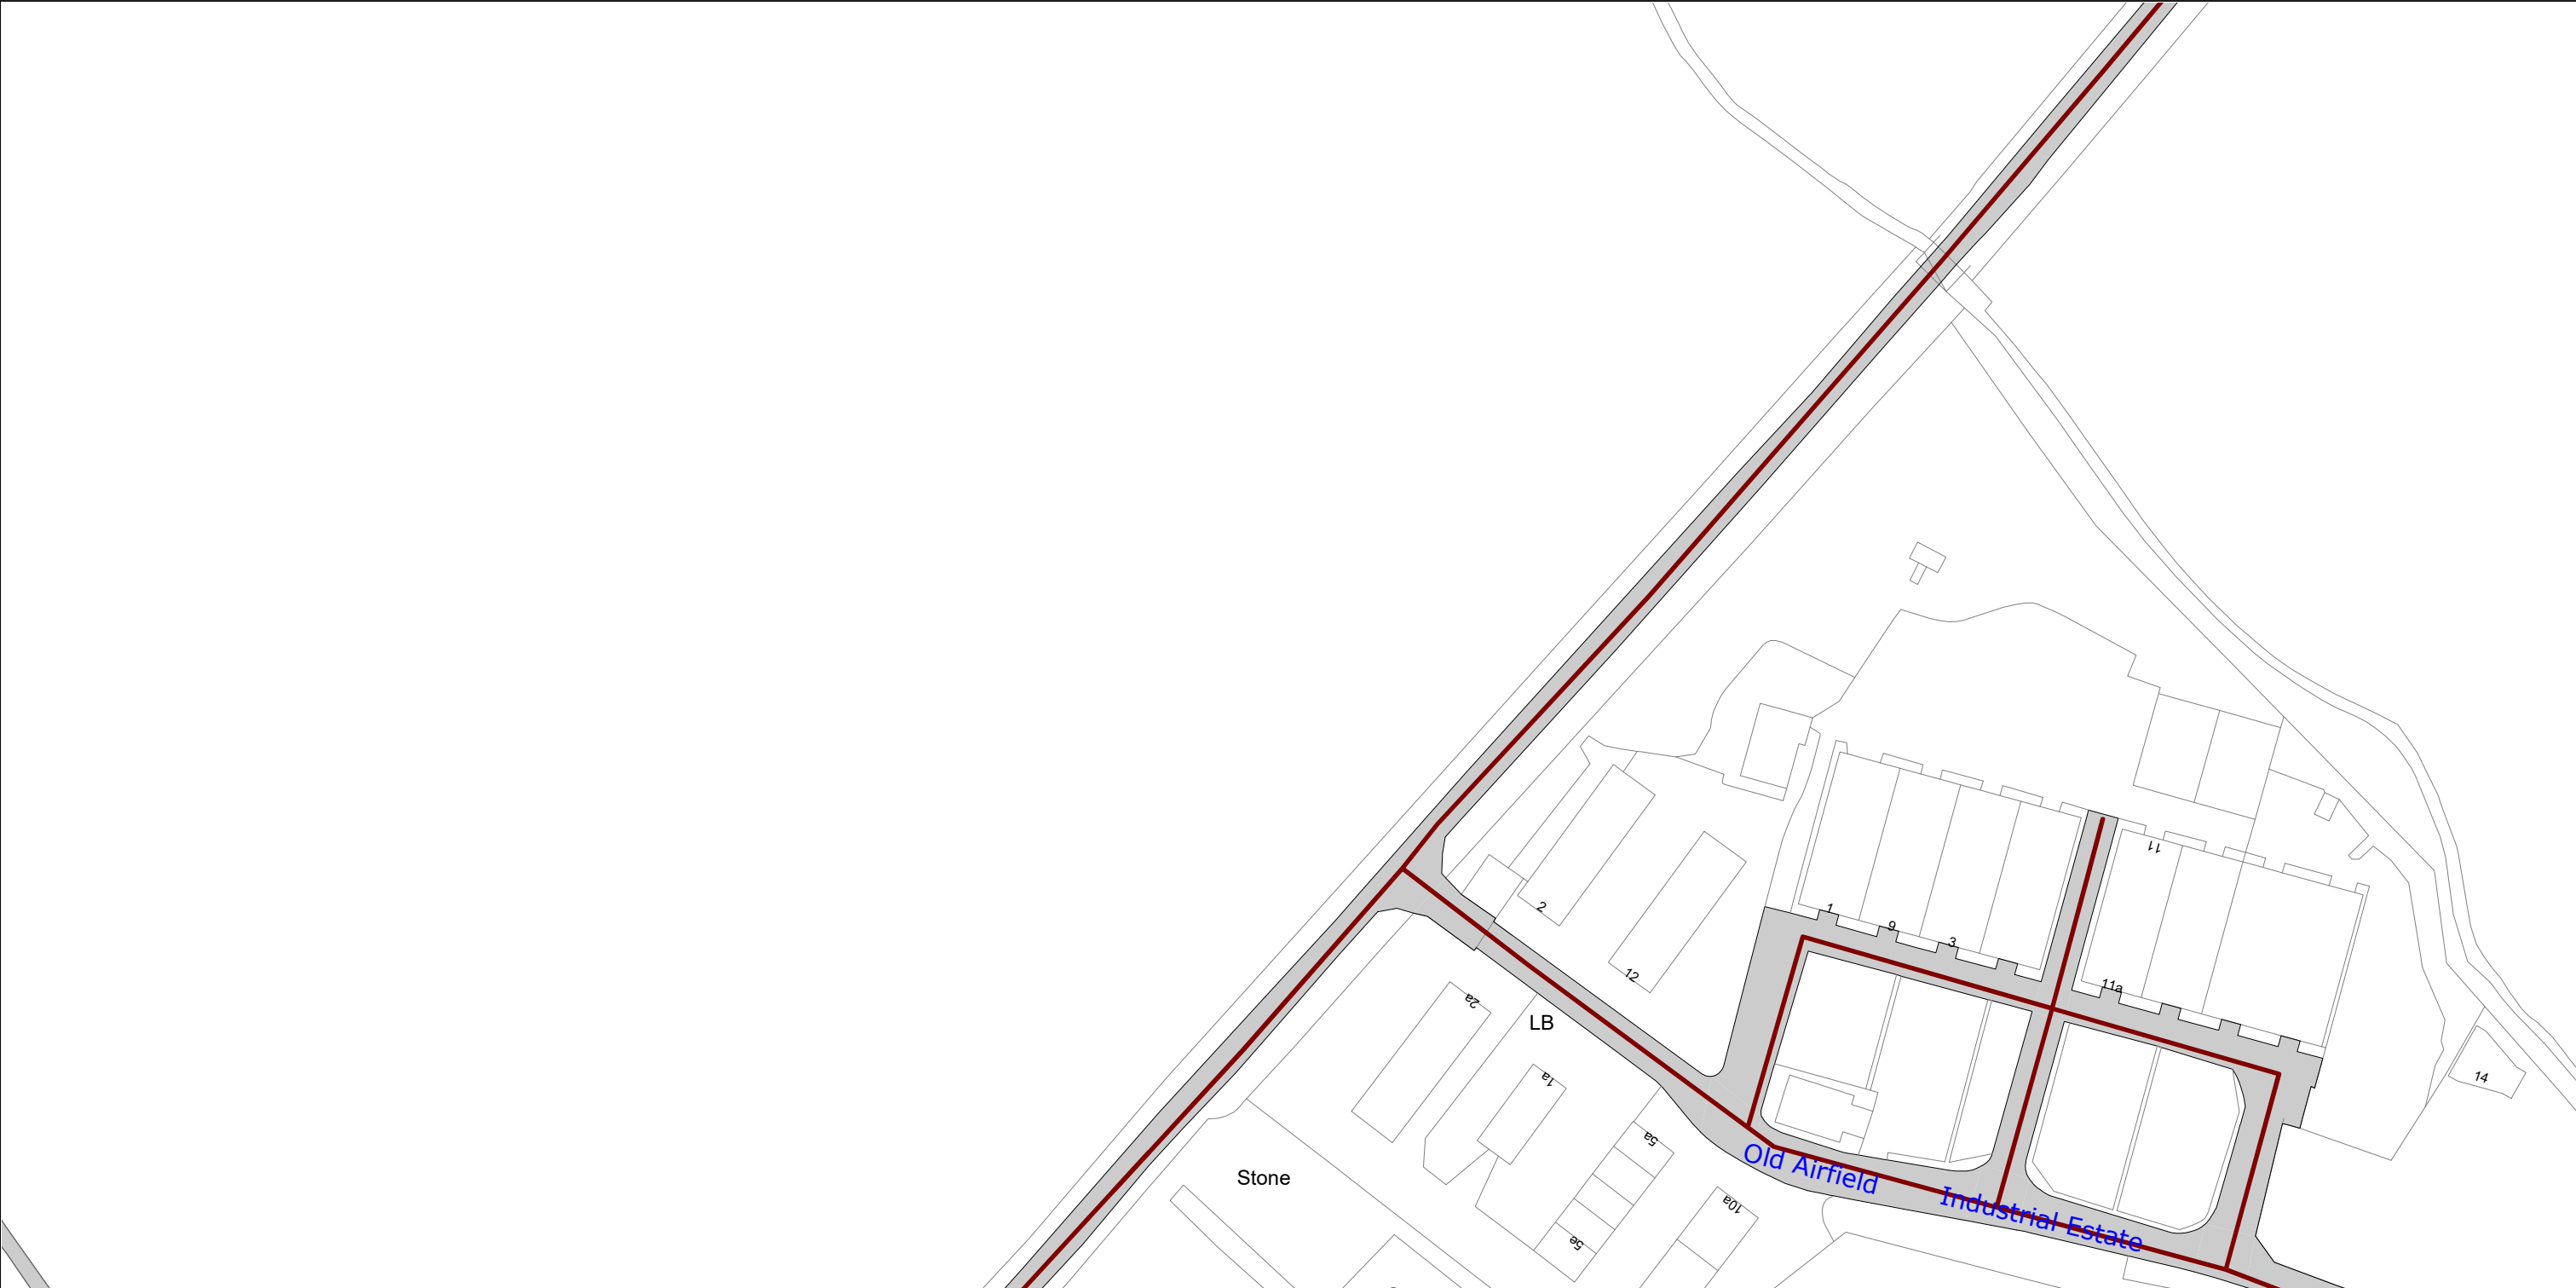 11
2
1
9
3
12
11a
2a
LB
1a
14
5a
Old Airfield
Stone
10a
Industrial Estate
5e